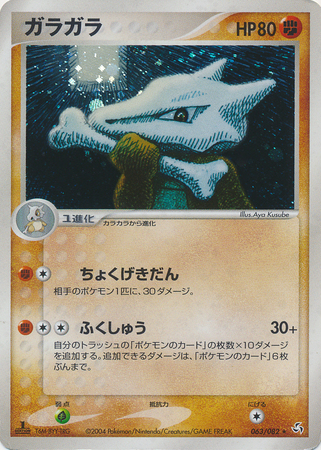 ガラガラ
HP80
Illus.Aya Kusube
1進化
カラカラから進化
ちょくげきだん
相手のポケモン1匹に、30ダメージ。
ふくしゅう 30+
自分のトラッシュの「ポケモンのカード」の枚数×10ダメージ
を追加する。追加できるダメージは、「ポケモンのカード」6枚
ぶんまで。
弱点 抵抗力 にげる
©2004 Pokémon/Nintendo/Creatures/GAME FREAK
063/082